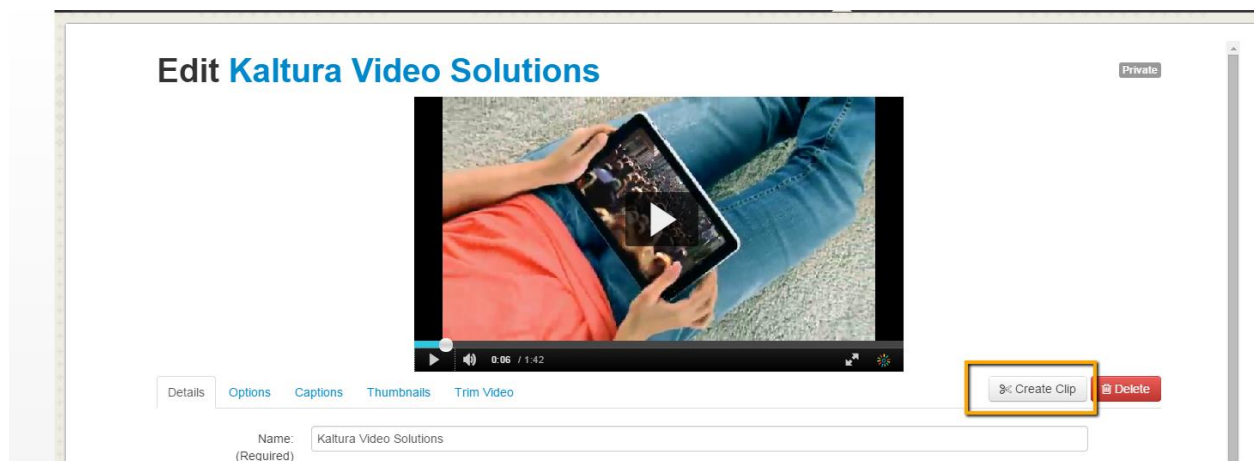 Edit Kaltura Video Solutions
Private
0:06 / 1:42
Details Options Captions Thumbnails Trim Video Create Clip Delete
Name: Kaltura Video Solutions
(Required)